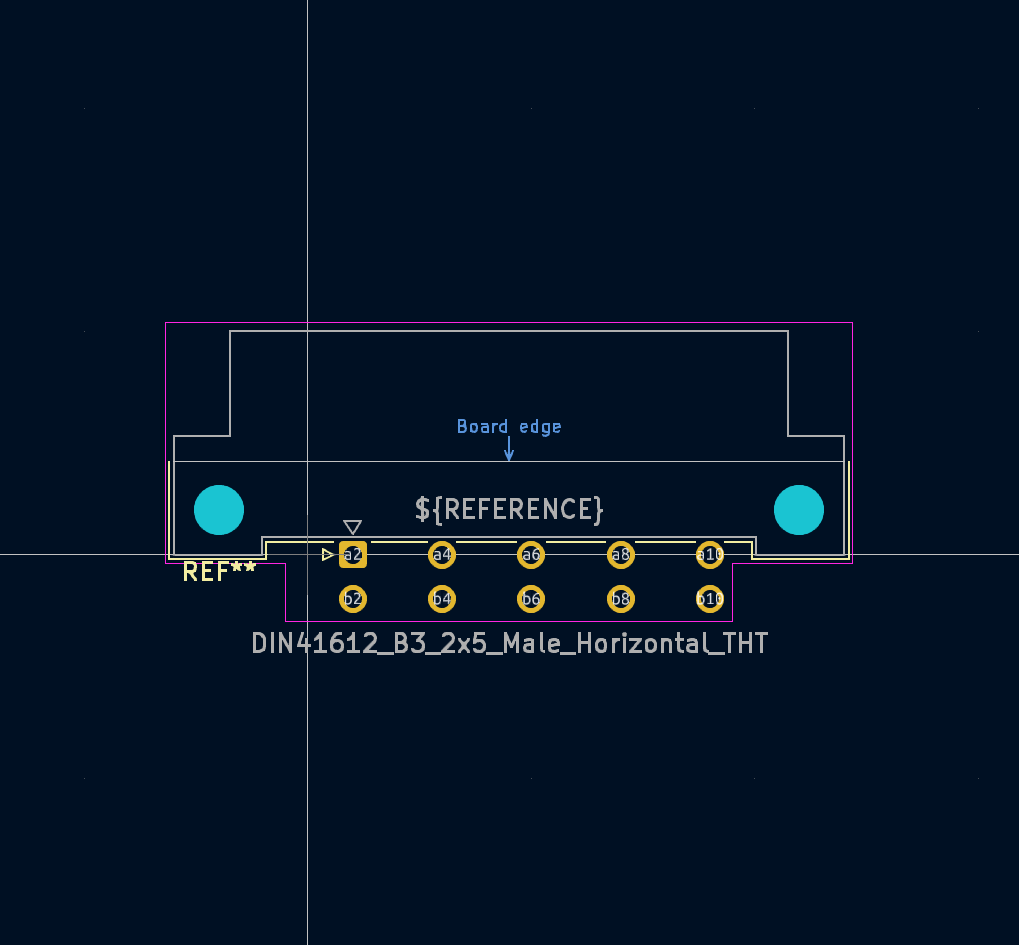 Board edge
${REFERENCE}
a2 a4 a6 a8 a10
REF**
b2 b4 b6 b8 b10
DIN41612_B3_2x5_Male_Horizontal_THT